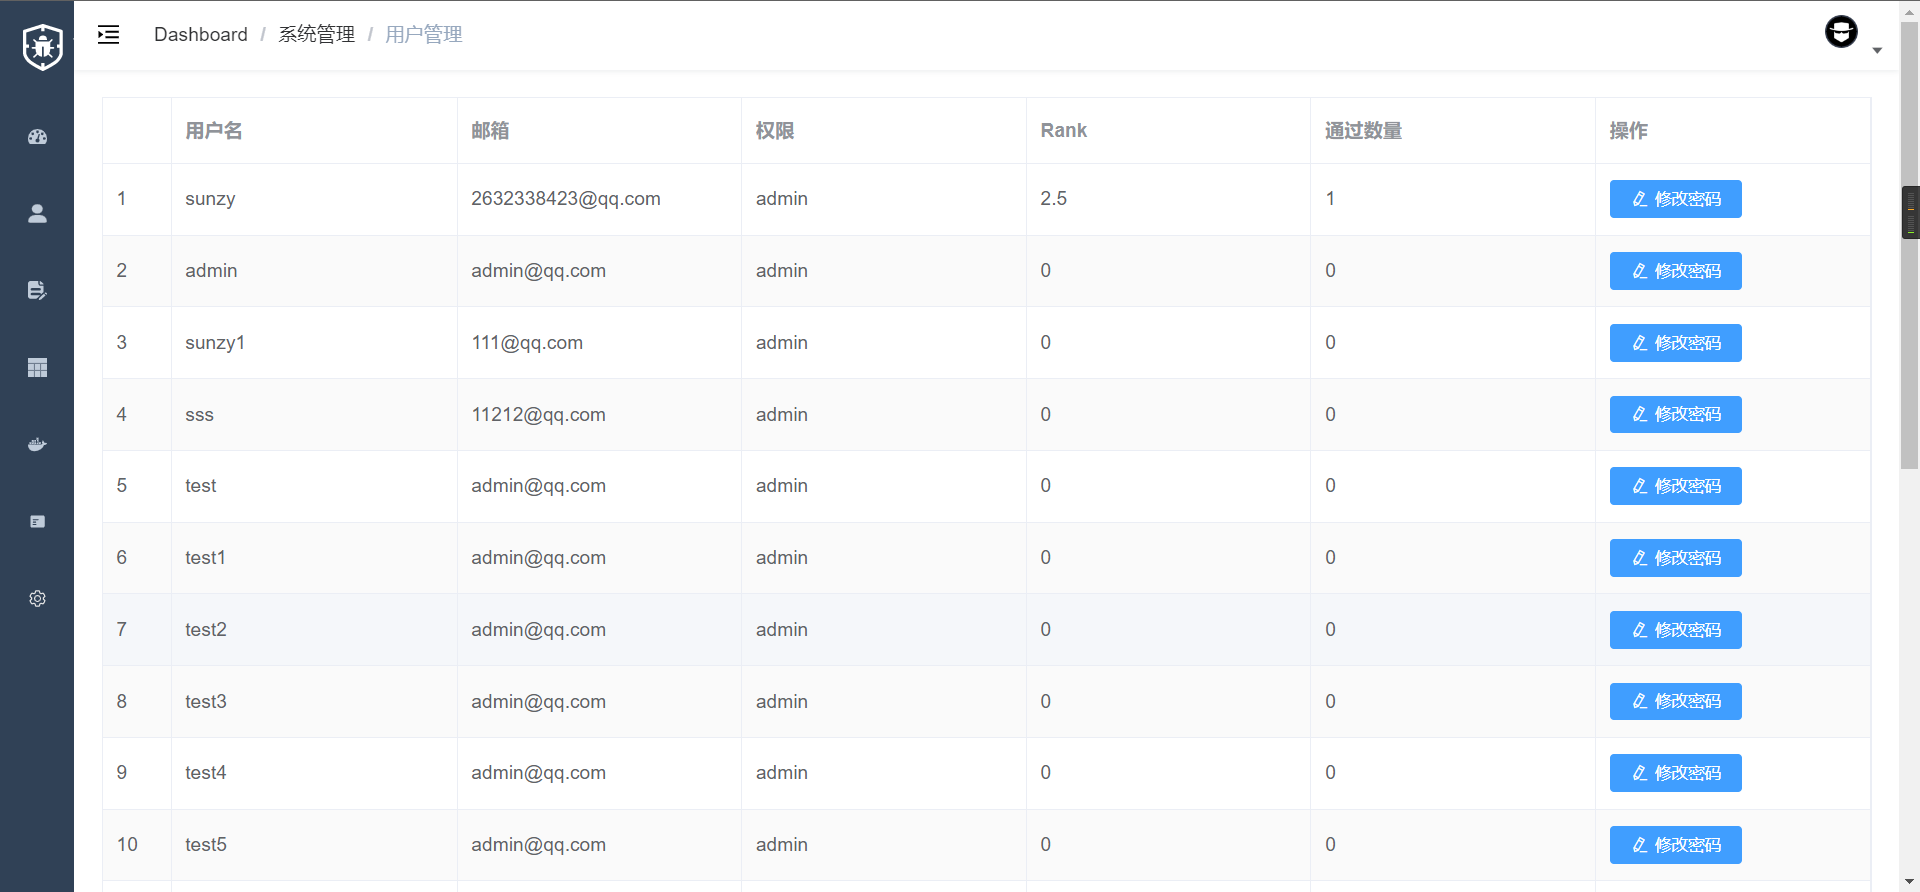 Dashboard / 系统管理 / 用户管理
用户名 邮箱 权限 Rank 通过数量 操作
1 sunzy 2632338423@qq.com admin 2.5 1 修改密码
2 admin admin@qq.com admin 0 0 修改密码
3 sunzy1 111@qq.com admin 0 0 修改密码
4 sss 11212@qq.com admin 0 0 修改密码
5 test admin@qq.com admin 0 0 修改密码
6 test1 admin@qq.com admin 0 0 修改密码
7 test2 admin@qq.com admin 0 0 修改密码
8 test3 admin@qq.com admin 0 0 修改密码
9 test4 admin@qq.com admin 0 0 修改密码
10 test5 admin@qq.com admin 0 0 修改密码